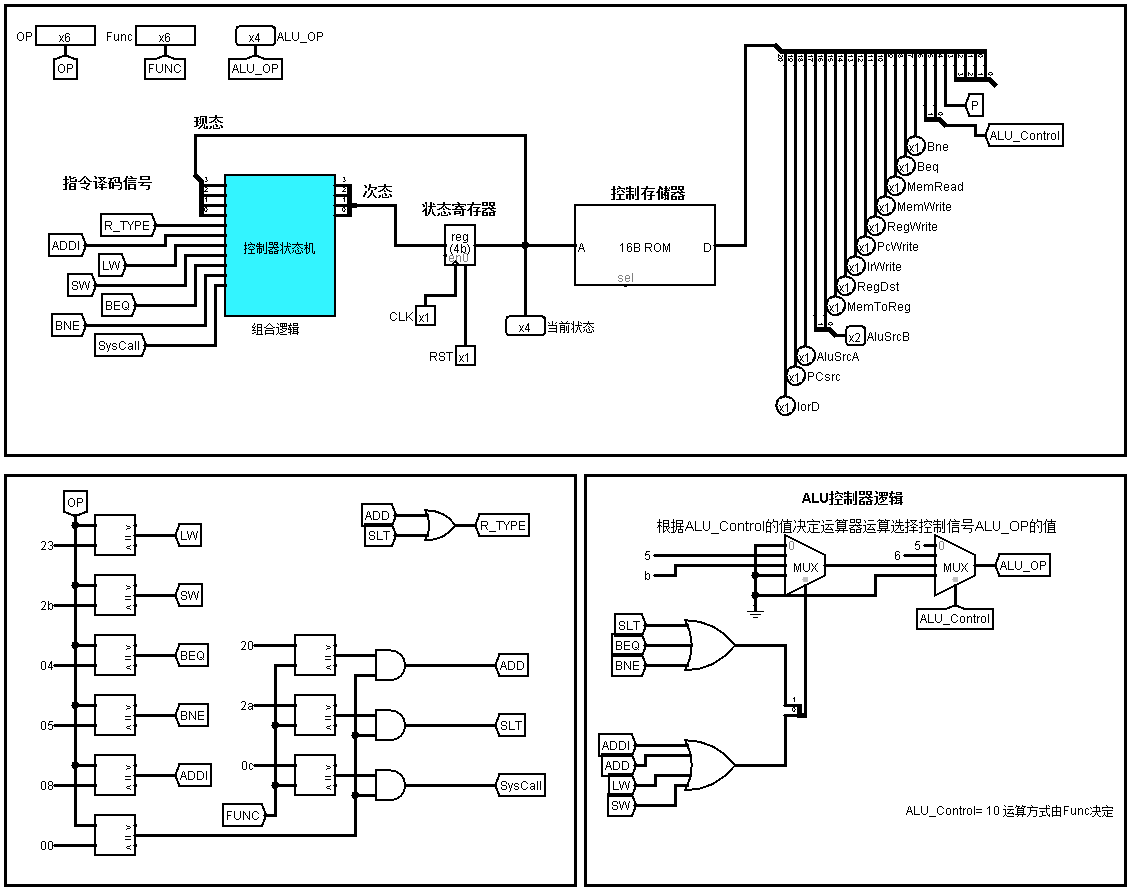 OP x6 Func x6 x4 ALU_OP
OP FUNC ALU_OP
P
现态
ALU_Control
Bne
Beq
指令译码信号
次态
控制存储器
MemRead
状态寄存器
MemWrite
R_TYPE
RegWrite
ADDI
控制器状态机
reg
(4b)
en0
A 16B ROM D
PcWrite
LW
IrWrite
SW
sel
RegDst
BEQ
MemToReg
CLK x1
BNE
组合逻辑
x4 当前状态
x2 AluSrcB
SysCall
RST x1
x1 AluSrcA
x1 PCsrc
x1 IorD
OP
ADD
SLT
R_TYPE
23 LW
2b SW
04 BEQ
05 BNE
08 ADDI
00
20 ADD
2a SLT
0c SysCall
FUNC
ALU控制器逻辑
根据ALU_Control的值决定运算器运算选择控制信号ALU_OP的值
5
b
0
MUX
5 0
6
MUX
ALU_OP
ALU_Control
SLT
BEQ
BNE
1
0
ADDI
ADD
LW
SW
ALU_Control= 10 运算方式由Func决定